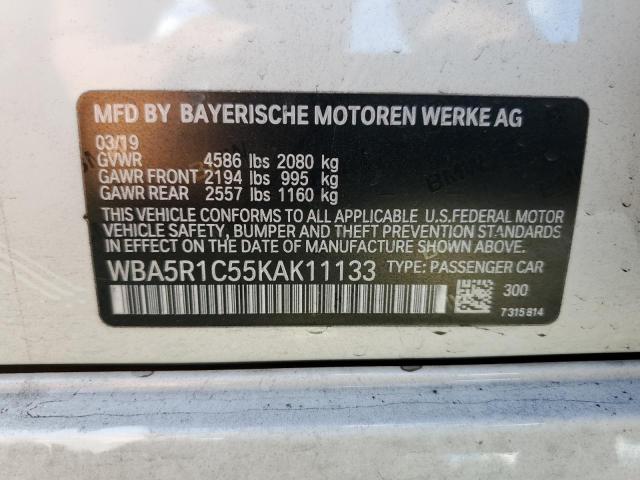 MFD BY BAYERISCHE MOTOREN WERKE AG
03/19
GVWR 4586 lbs 2080 kg
GAWR FRONT 2194 lbs 995 kg
GAWR REAR 2557 lbs 1160 kg
THIS VEHICLE CONFORMS TO ALL APPLICABLE U.S.FEDERAL MOTOR
VEHICLE SAFETY, BUMPER AND THEFT PREVENTION STANDARDS
IN EFFECT ON THE DATE OF MANUFACTURE SHOWN ABOVE.
WBA5R1C55KAK11133 TYPE: PASSENGER CAR
300
7315814